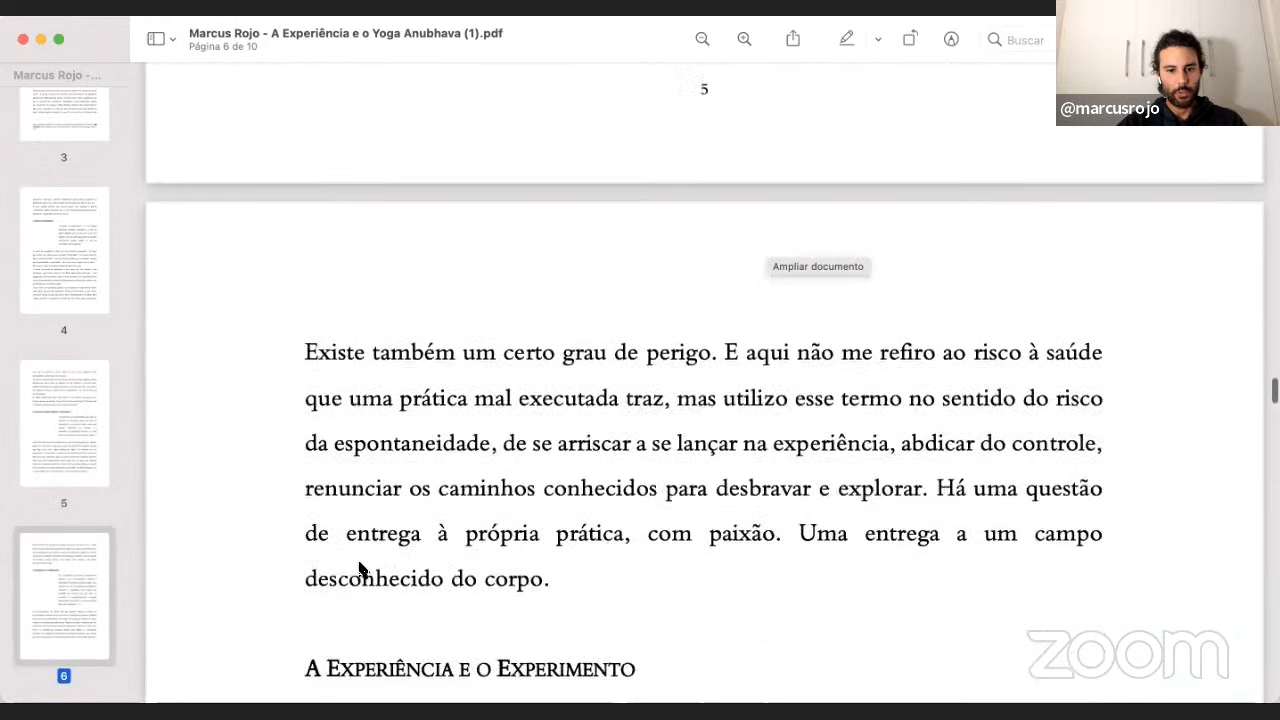 Marcus Rojo - A Experiência e o Yoga Anubhava (1).pdf
Página 6 de 10
Buscar
@marcusrojo
Marcus Rojo -...
3
4
5
6
5
Ampliar documento
Existe também um certo grau de perigo. E aqui não me refiro ao risco à saúde
que uma prática mal executada traz, mas utilizo esse termo no sentido do risco
da espontaneidade, de se arriscar a se lançar na experiência, abdicar do controle,
renunciar os caminhos conhecidos para desbravar e explorar. Há uma questão
de entrega à própria prática, com paixão. Uma entrega a um campo
desconhecido do corpo.
A EXPERIÊNCIA E O EXPERIMENTO
zoom